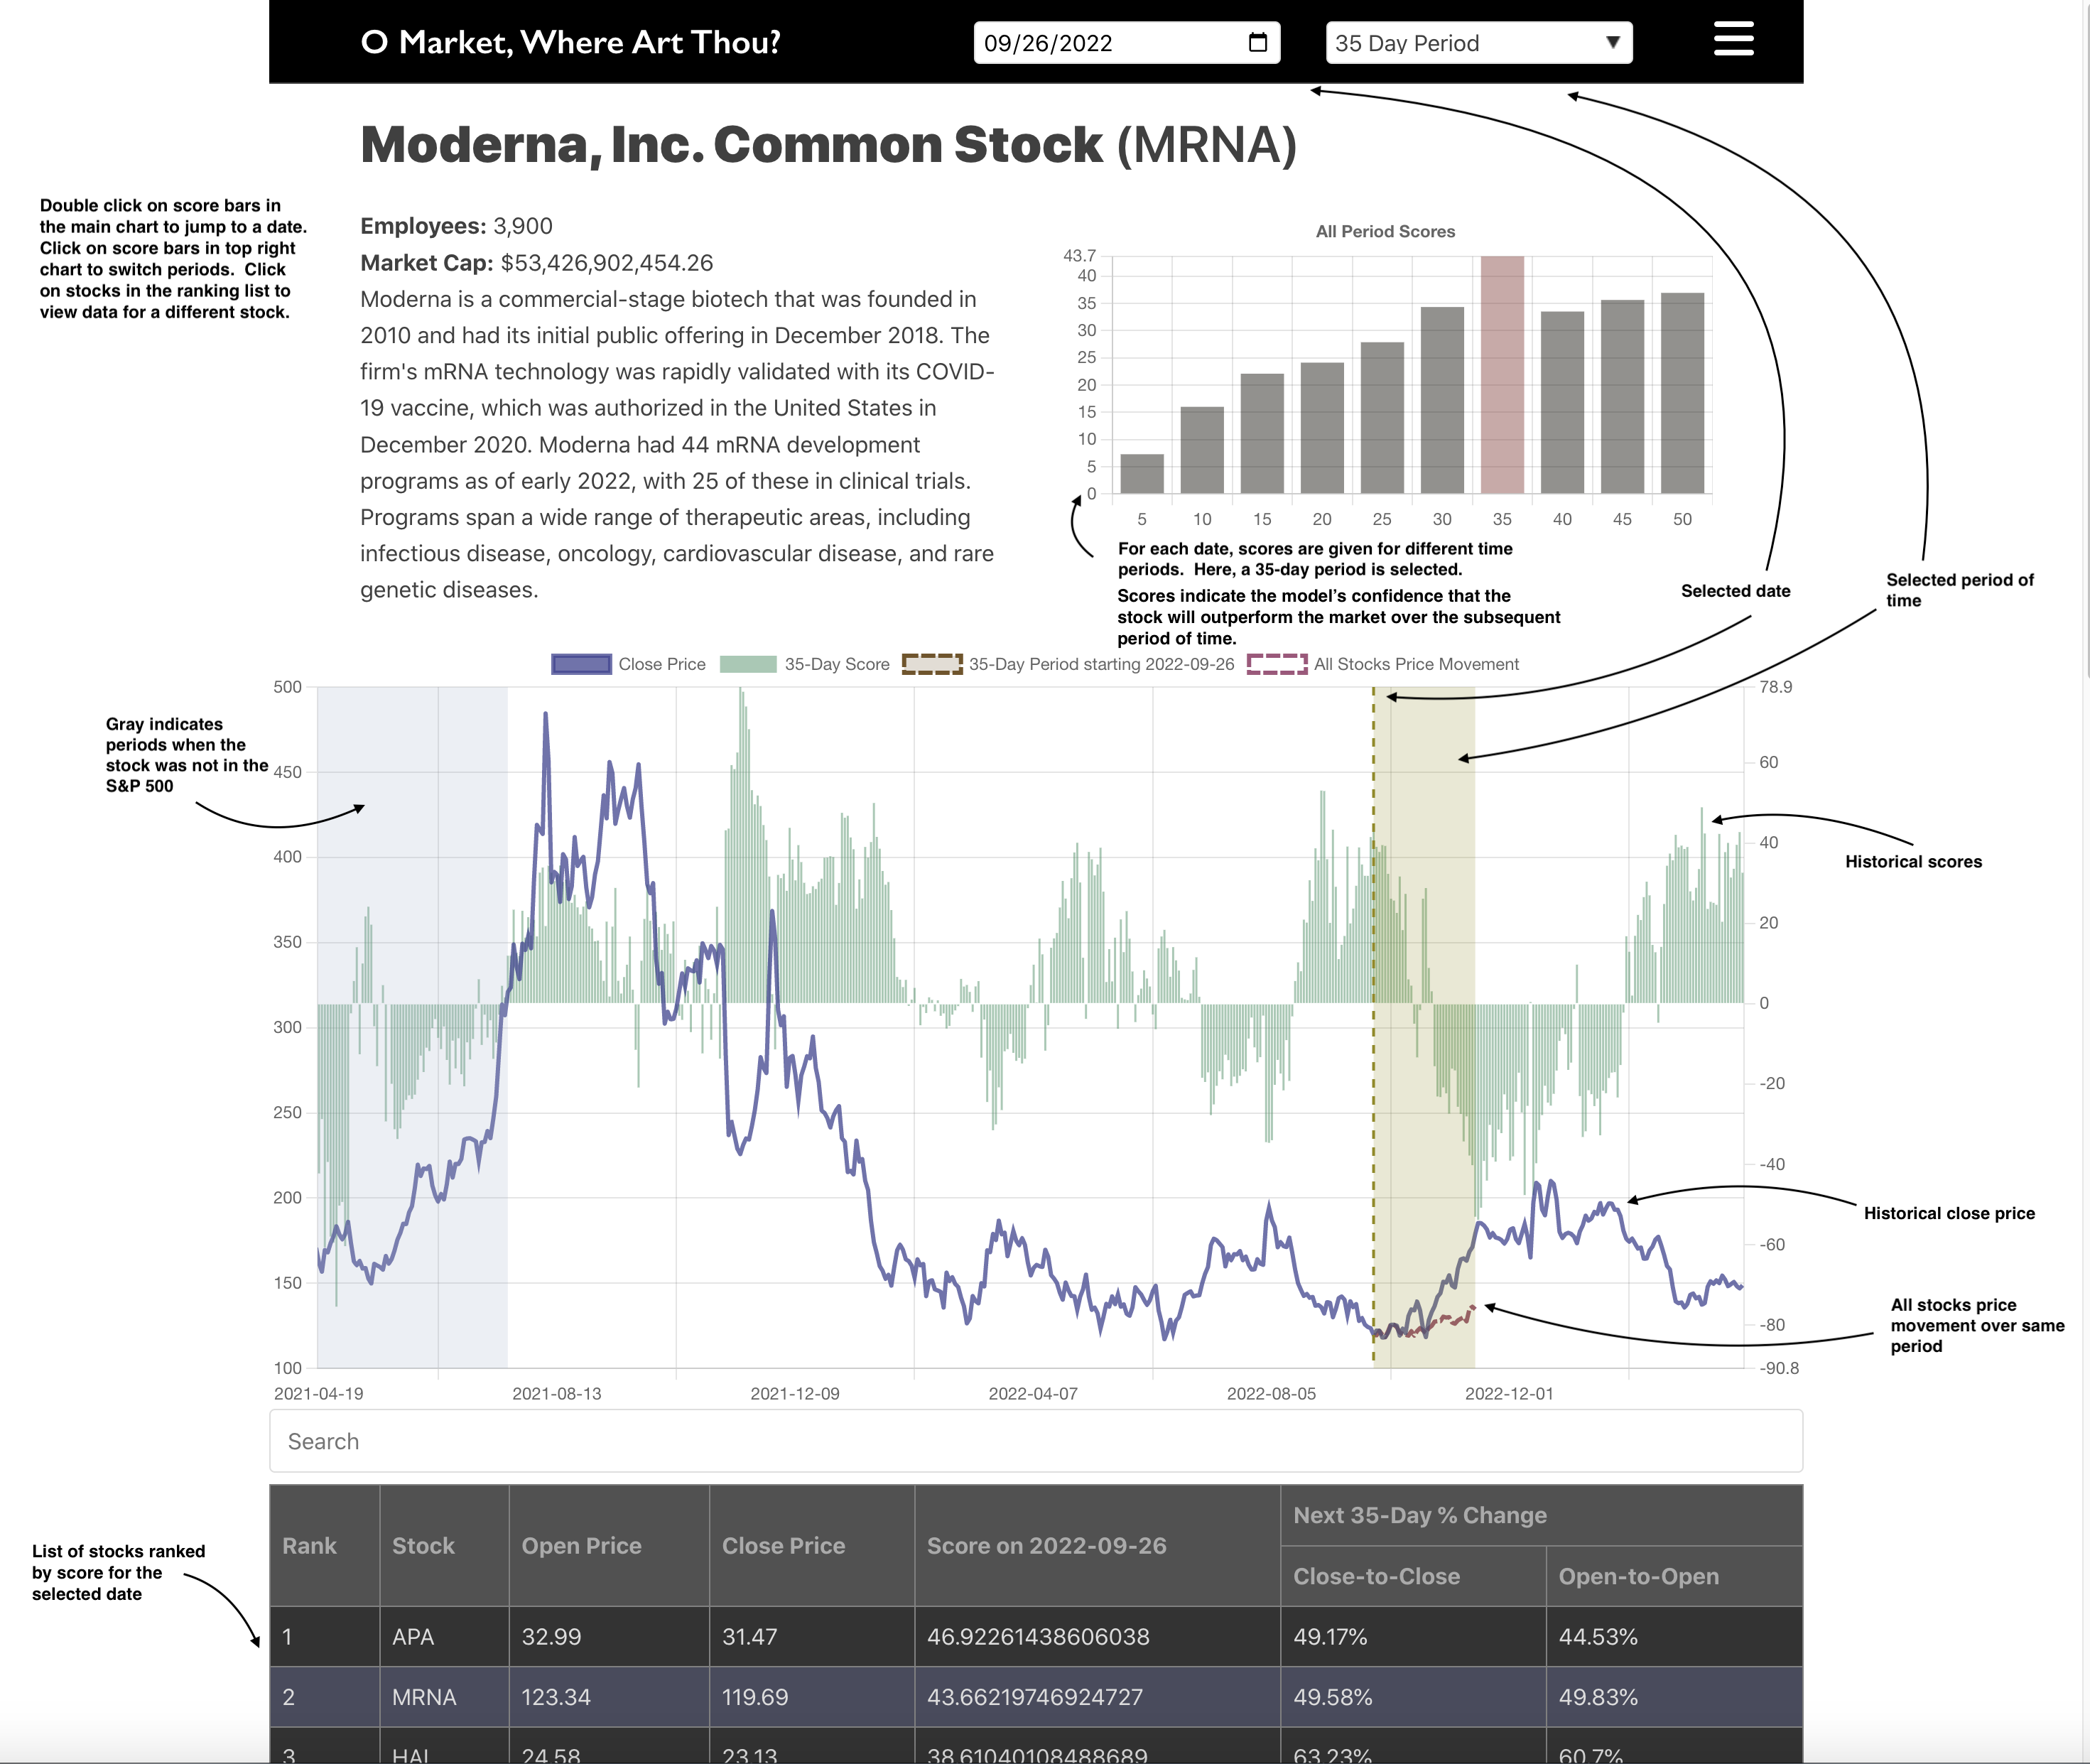 O Market, Where Art Thou?
09/26/2022
35 Day Period
Moderna, Inc. Common Stock (MRNA)
Double click on score bars in
the main chart to jump to a date.
Click on score bars in top right
chart to switch periods.  Click
on stocks in the ranking list to
view data for a different stock.
Employees: 3,900
Market Cap: $53,426,902,454.26
Moderna is a commercial-stage biotech that was founded in
2010 and had its initial public offering in December 2018. The
firm's mRNA technology was rapidly validated with its COVID-
19 vaccine, which was authorized in the United States in
December 2020. Moderna had 44 mRNA development
programs as of early 2022, with 25 of these in clinical trials.
Programs span a wide range of therapeutic areas, including
infectious disease, oncology, cardiovascular disease, and rare
genetic diseases.
All Period Scores
43.7
40
35
30
25
20
15
10
5
0
5 10 15 20 25 30 35 40 45 50
For each date, scores are given for different time
periods.  Here, a 35-day period is selected.
Scores indicate the model's confidence that the
stock will outperform the market over the subsequent
period of time.
Selected date
Selected period of
time
Close Price 35-Day Score 35-Day Period starting 2022-09-26 All Stocks Price Movement
Gray indicates
periods when the
stock was not in the
S&P 500
500
450
400
350
300
250
200
150
100
78.9
60
40
20
0
-20
-40
-60
-80
-90.8
2021-04-19 2021-08-13 2021-12-09 2022-04-07 2022-08-05 2022-12-01
Historical scores
Historical close price
All stocks price
movement over same
period
Search
List of stocks ranked
by score for the
selected date
Rank Stock Open Price Close Price Score on 2022-09-26 Next 35-Day % Change
Close-to-Close Open-to-Open
1 APA 32.99 31.47 46.92261438606038 49.17% 44.53%
2 MRNA 123.34 119.69 43.66219746924727 49.58% 49.83%
3 HAL 24.58 23.13 38.61040108488689 63.23% 60.7%